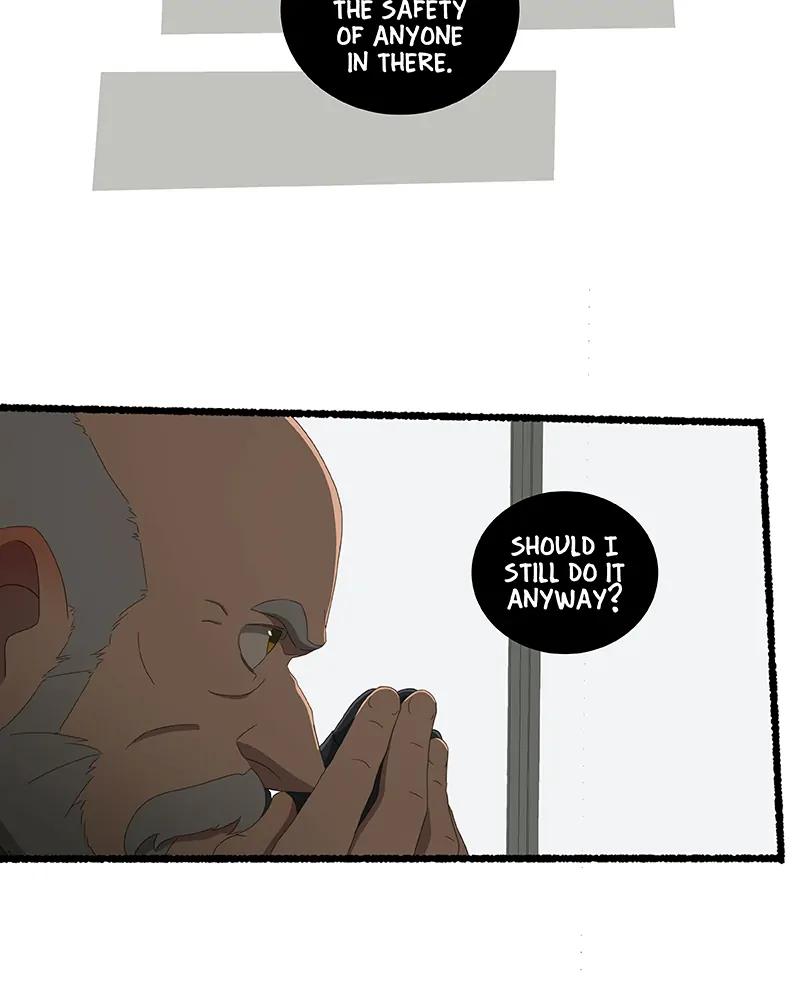 THE SAFETY
OF ANYONE
IN THERE.
SHOULD I
STILL DO IT
ANYWAY?